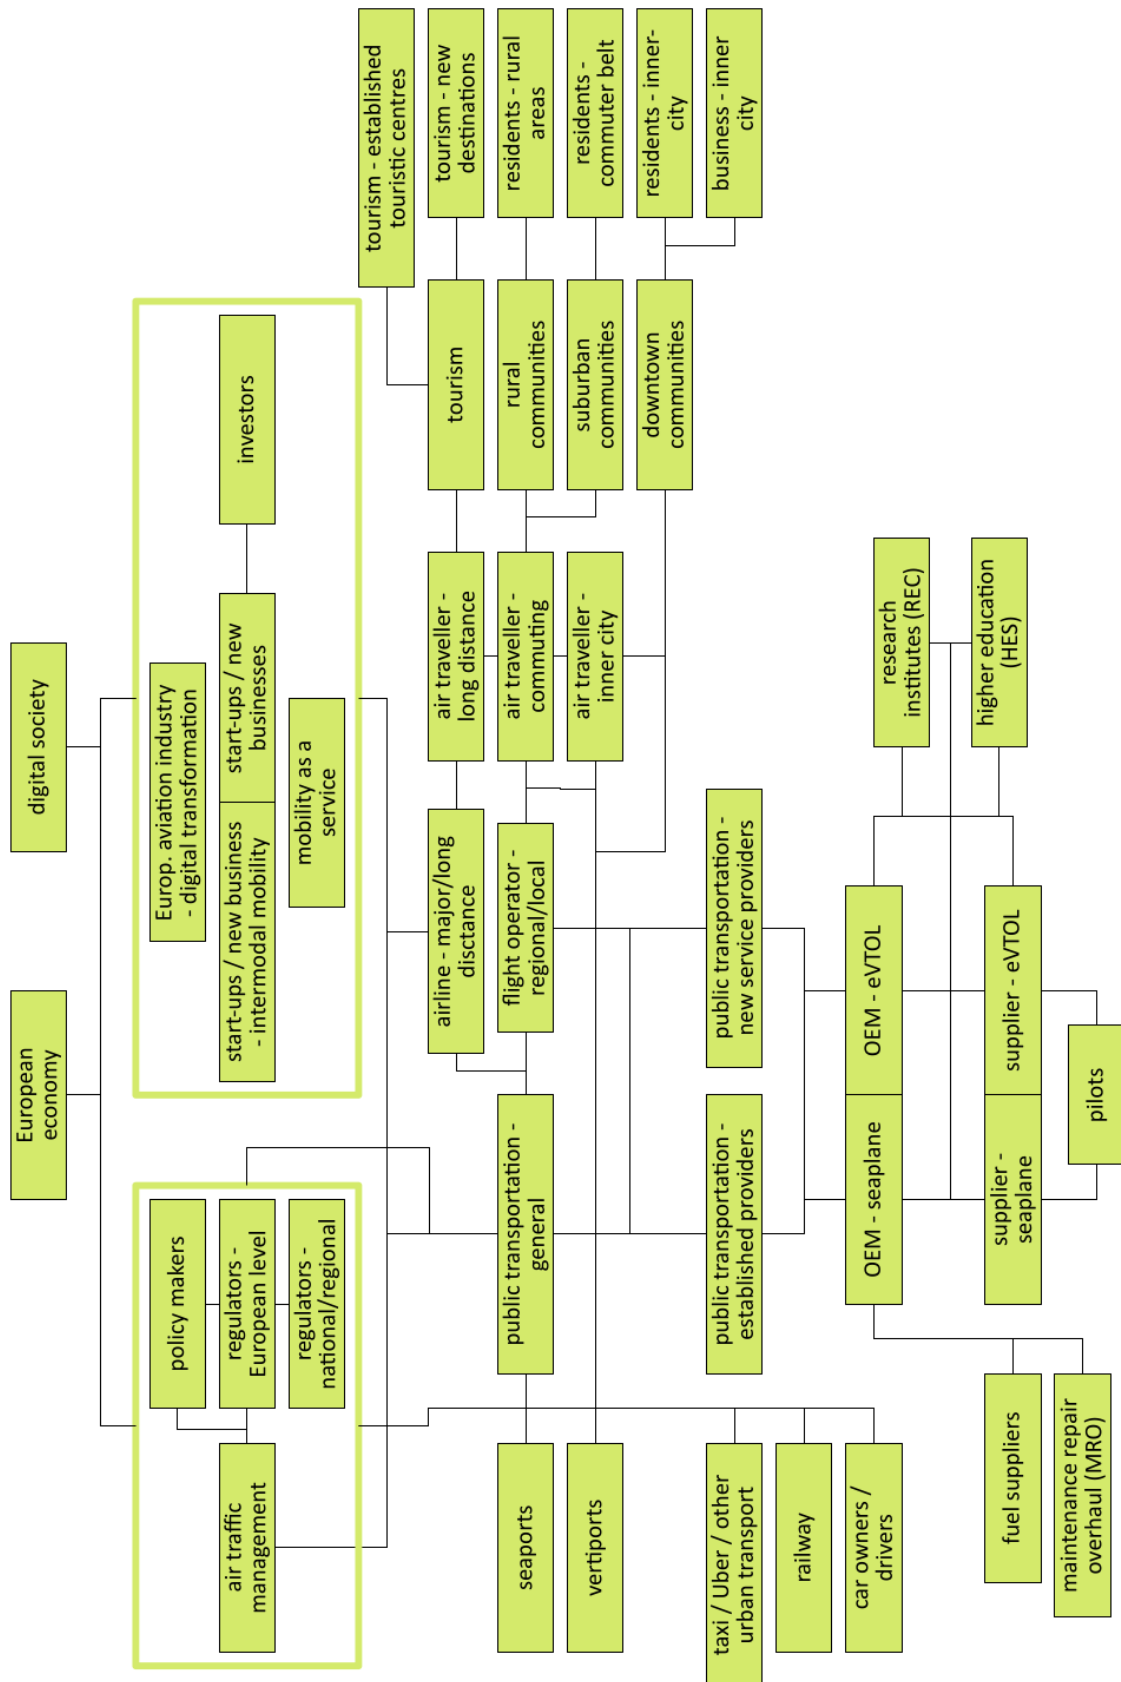 European
economy
digital society
policy makers
regulators -
European level
regulators -
national/regional
air traffic
management
Europ. aviation industry
- digital transformation
start-ups / new business
- intermodal mobility
start-ups / new
businesses
investors
mobility as a
service
tourism - established
touristic centres
airline - major/long
disctance
air traveller -
long distance
tourism
tourism - new
destinations
seaports
public transportation -
general
flight operator -
regional/local
air traveller -
commuting
rural
communities
residents - rural
areas
vertiports
air traveller -
inner city
suburban
communities
residents -
commuter belt
downtown
communities
residents - inner-
city
taxi / Uber / other
urban transport
public transportation -
established providers
public transportation -
new service providers
business - inner
city
railway
car owners /
drivers
OEM - seaplane
OEM - eVTOL
research
institutes (REC)
fuel suppliers
supplier -
seaplane
supplier - eVTOL
higher education
(HES)
maintenance repair
overhaul (MRO)
pilots